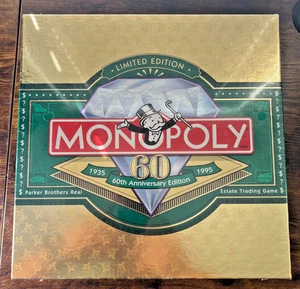 LIMITED EDITION
MONOPOLY
1935 60 1995
60th Anniversary Edition
Parker Brothers Real Estate Trading Game